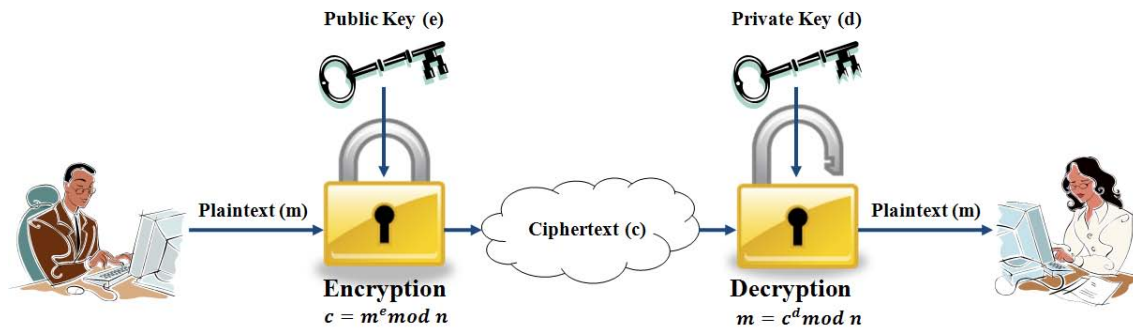 Public Key (e)
Private Key (d)
Plaintext (m)
Ciphertext (c)
Plaintext (m)
Encryption
c = m^e mod n
Decryption
m = c^d mod n